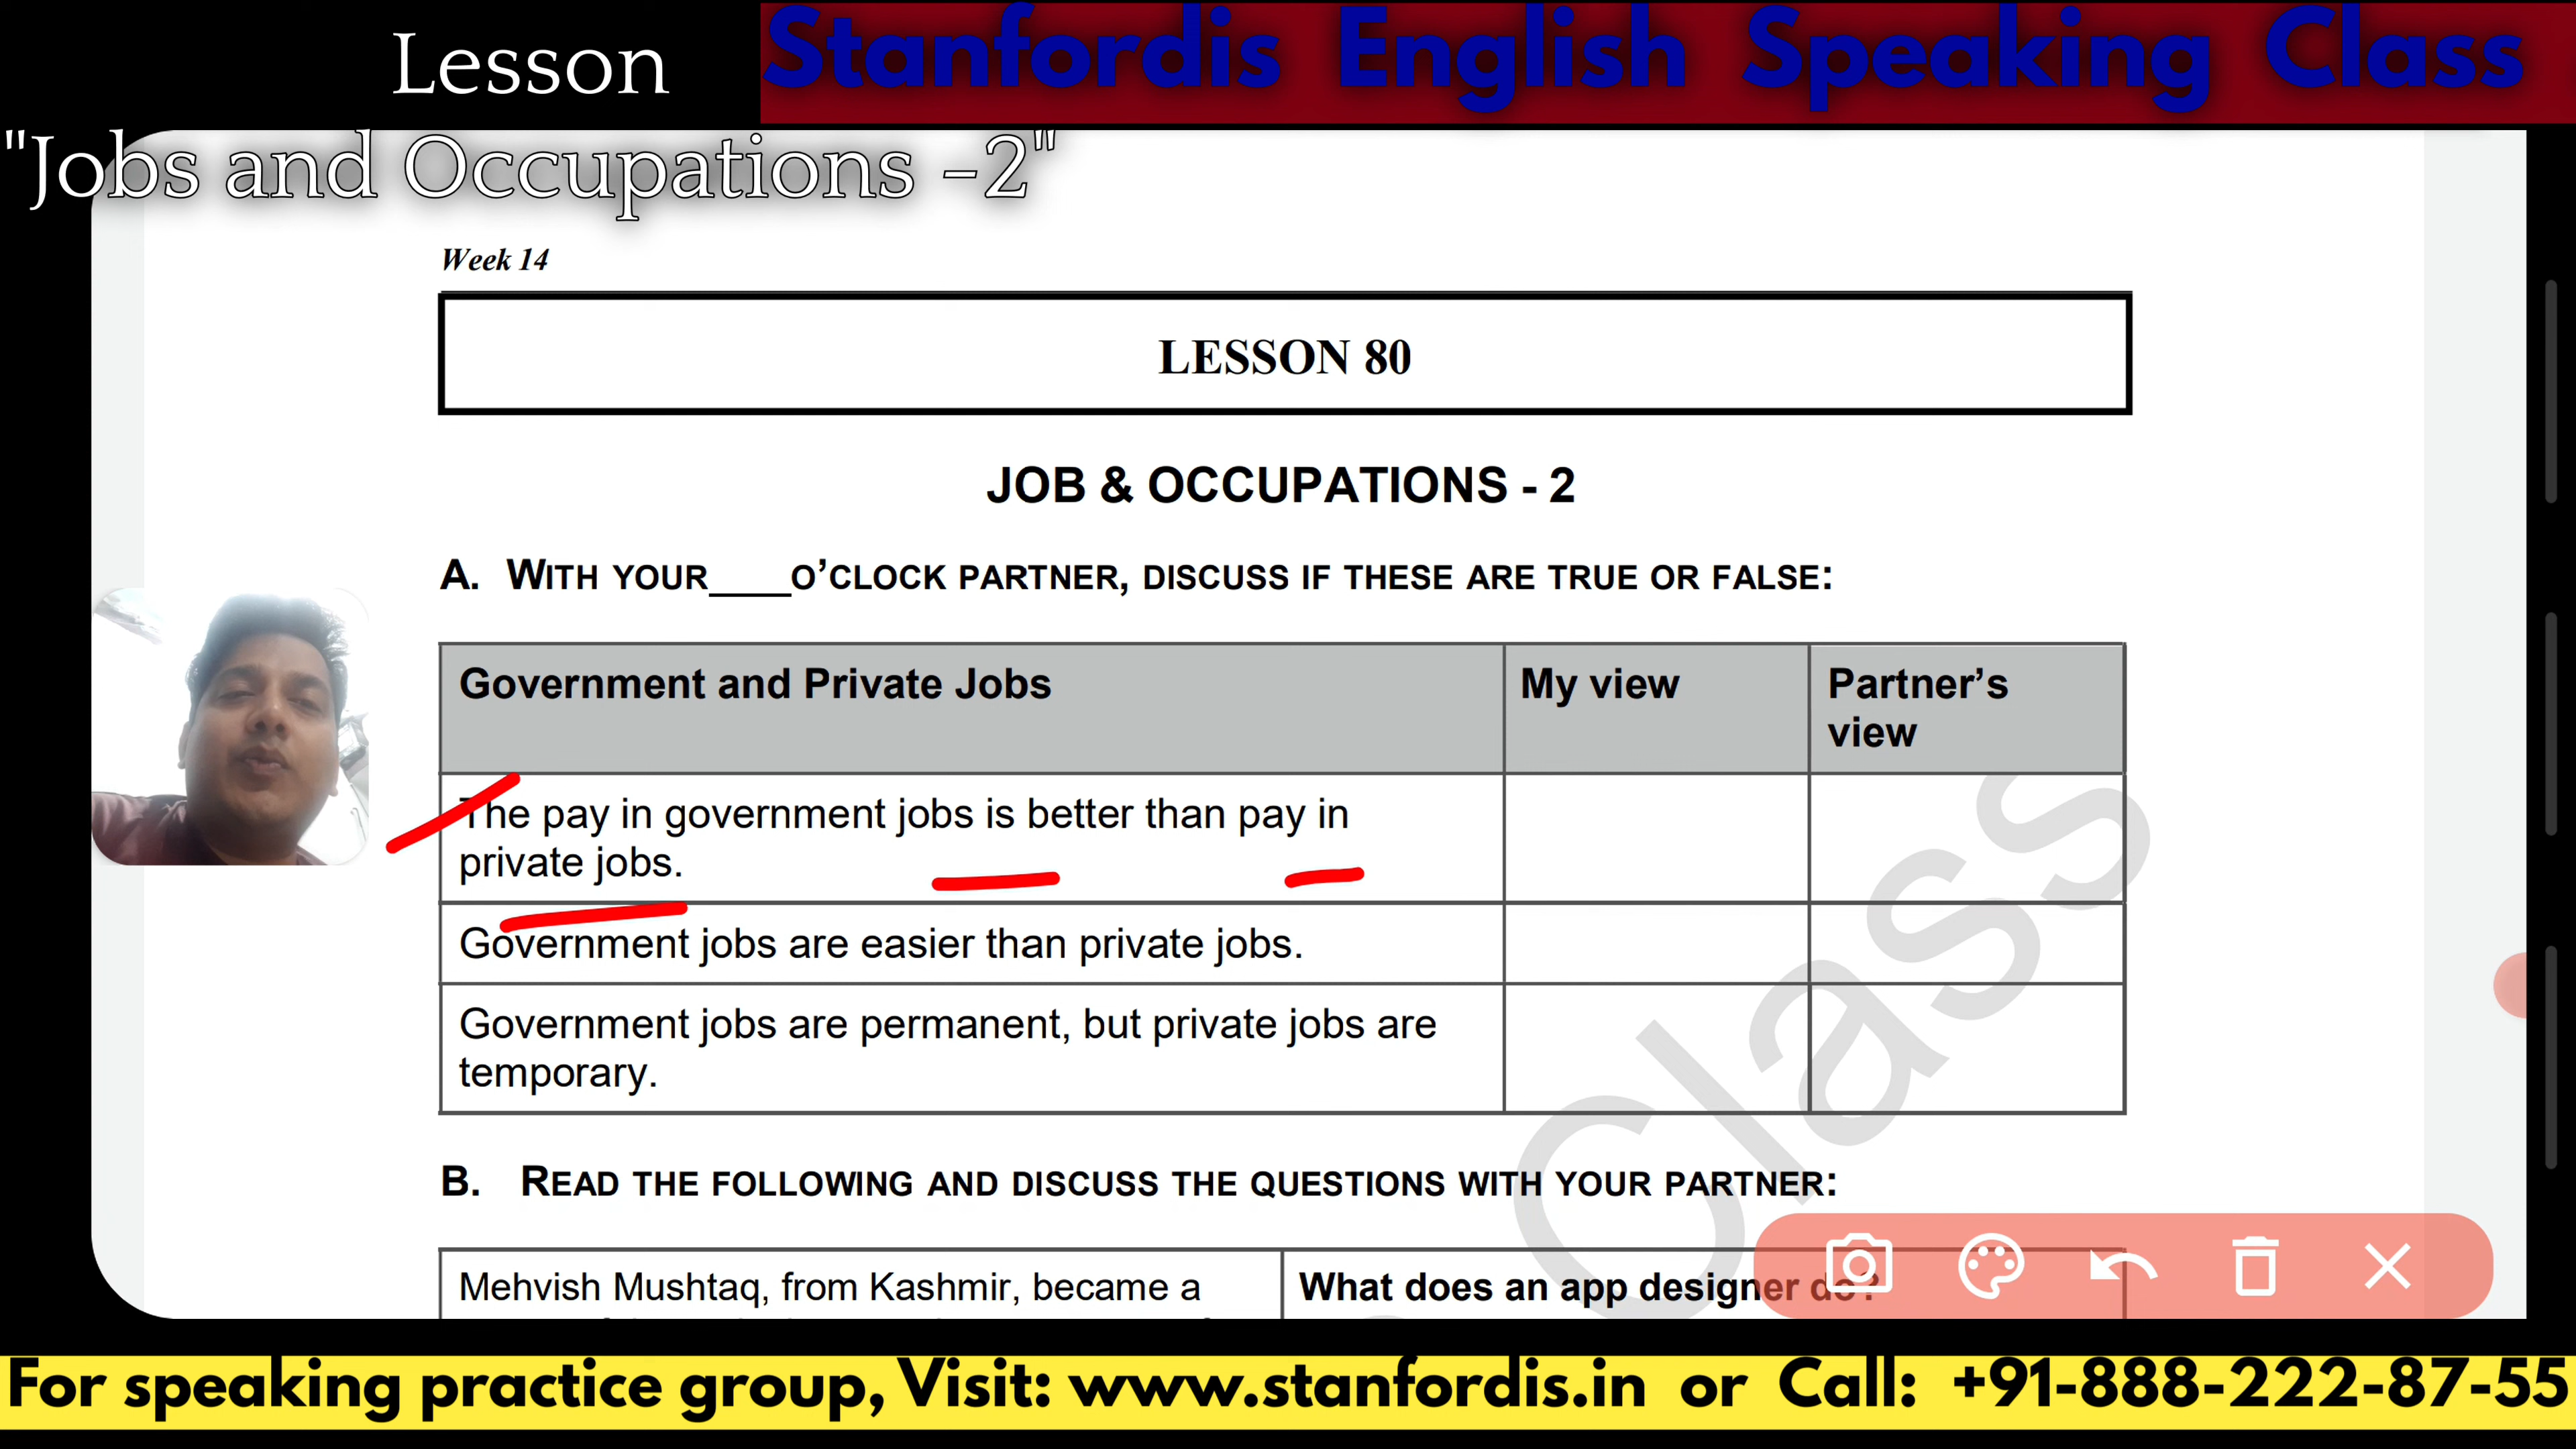 Lesson
Stanfordis English Speaking Class
"Jobs and Occupations -2"
Week 14
LESSON 80
JOB & OCCUPATIONS - 2
A. WITH YOUR____O'CLOCK PARTNER, DISCUSS IF THESE ARE TRUE OR FALSE:
Government and Private Jobs
My view
Partner's
view
The pay in government jobs is better than pay in
private jobs.
Government jobs are easier than private jobs.
Government jobs are permanent, but private jobs are
temporary.
Class
B. READ THE FOLLOWING AND DISCUSS THE QUESTIONS WITH YOUR PARTNER:
Mehvish Mushtaq, from Kashmir, became a
What does an app designer do?
For speaking practice group, Visit: www.stanfordis.in or Call: +91-888-222-87-55